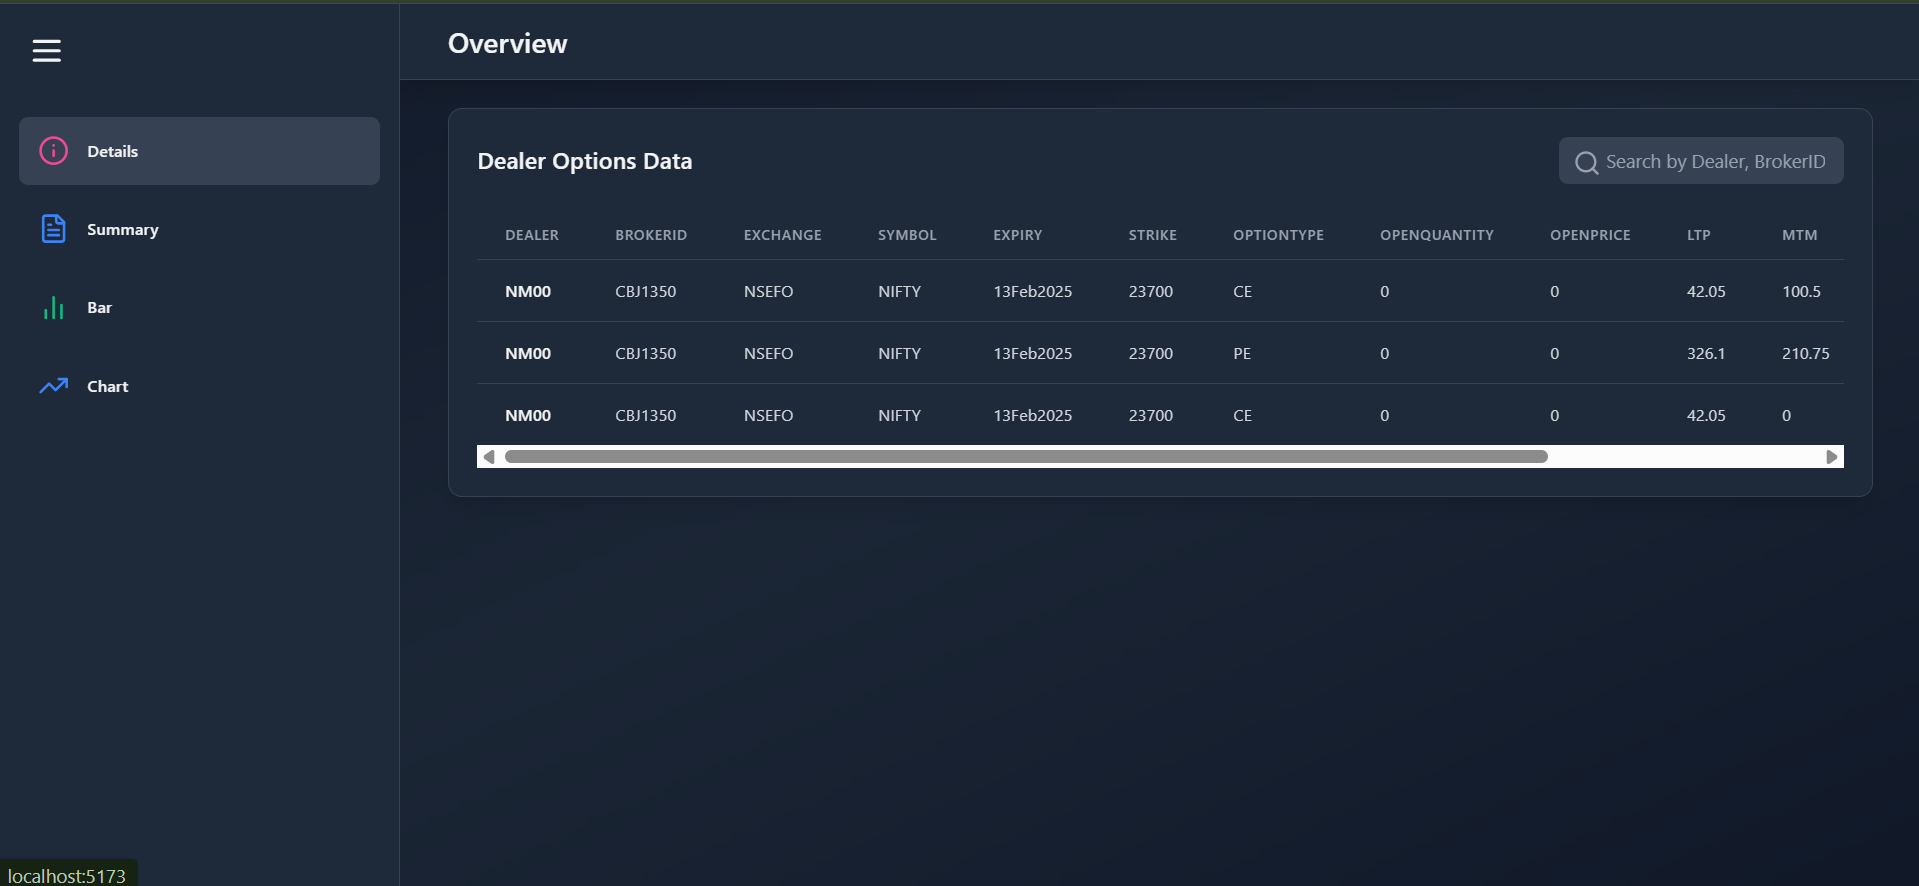 Overview
Details
Summary
Bar
Chart
Dealer Options Data
Search by Dealer, BrokerID
DEALER BROKERID EXCHANGE SYMBOL EXPIRY STRIKE OPTIONTYPE OPENQUANTITY OPENPRICE LTP MTM
NM00 CBJ1350 NSEFO NIFTY 13Feb2025 23700 CE 0 0 42.05 100.5
NM00 CBJ1350 NSEFO NIFTY 13Feb2025 23700 PE 0 0 326.1 210.75
NM00 CBJ1350 NSEFO NIFTY 13Feb2025 23700 CE 0 0 42.05 0
localhost:5173